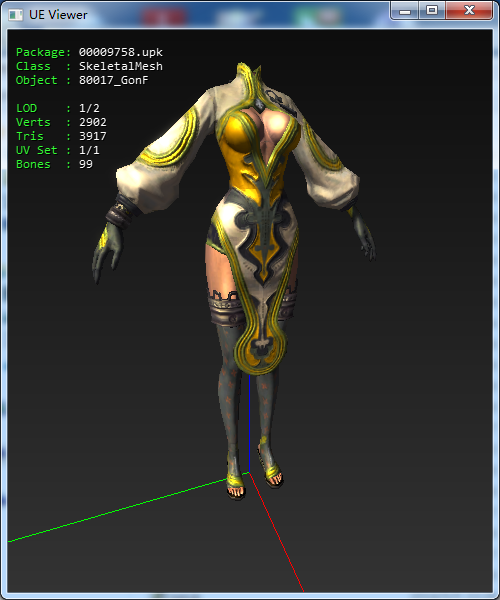 UE Viewer
Package: 00009758.upk
Class  : SkeletalMesh
Object : 80017_GonF
LOD    : 1/2
Verts  : 2902
Tris   : 3917
UV Set : 1/1
Bones  : 99